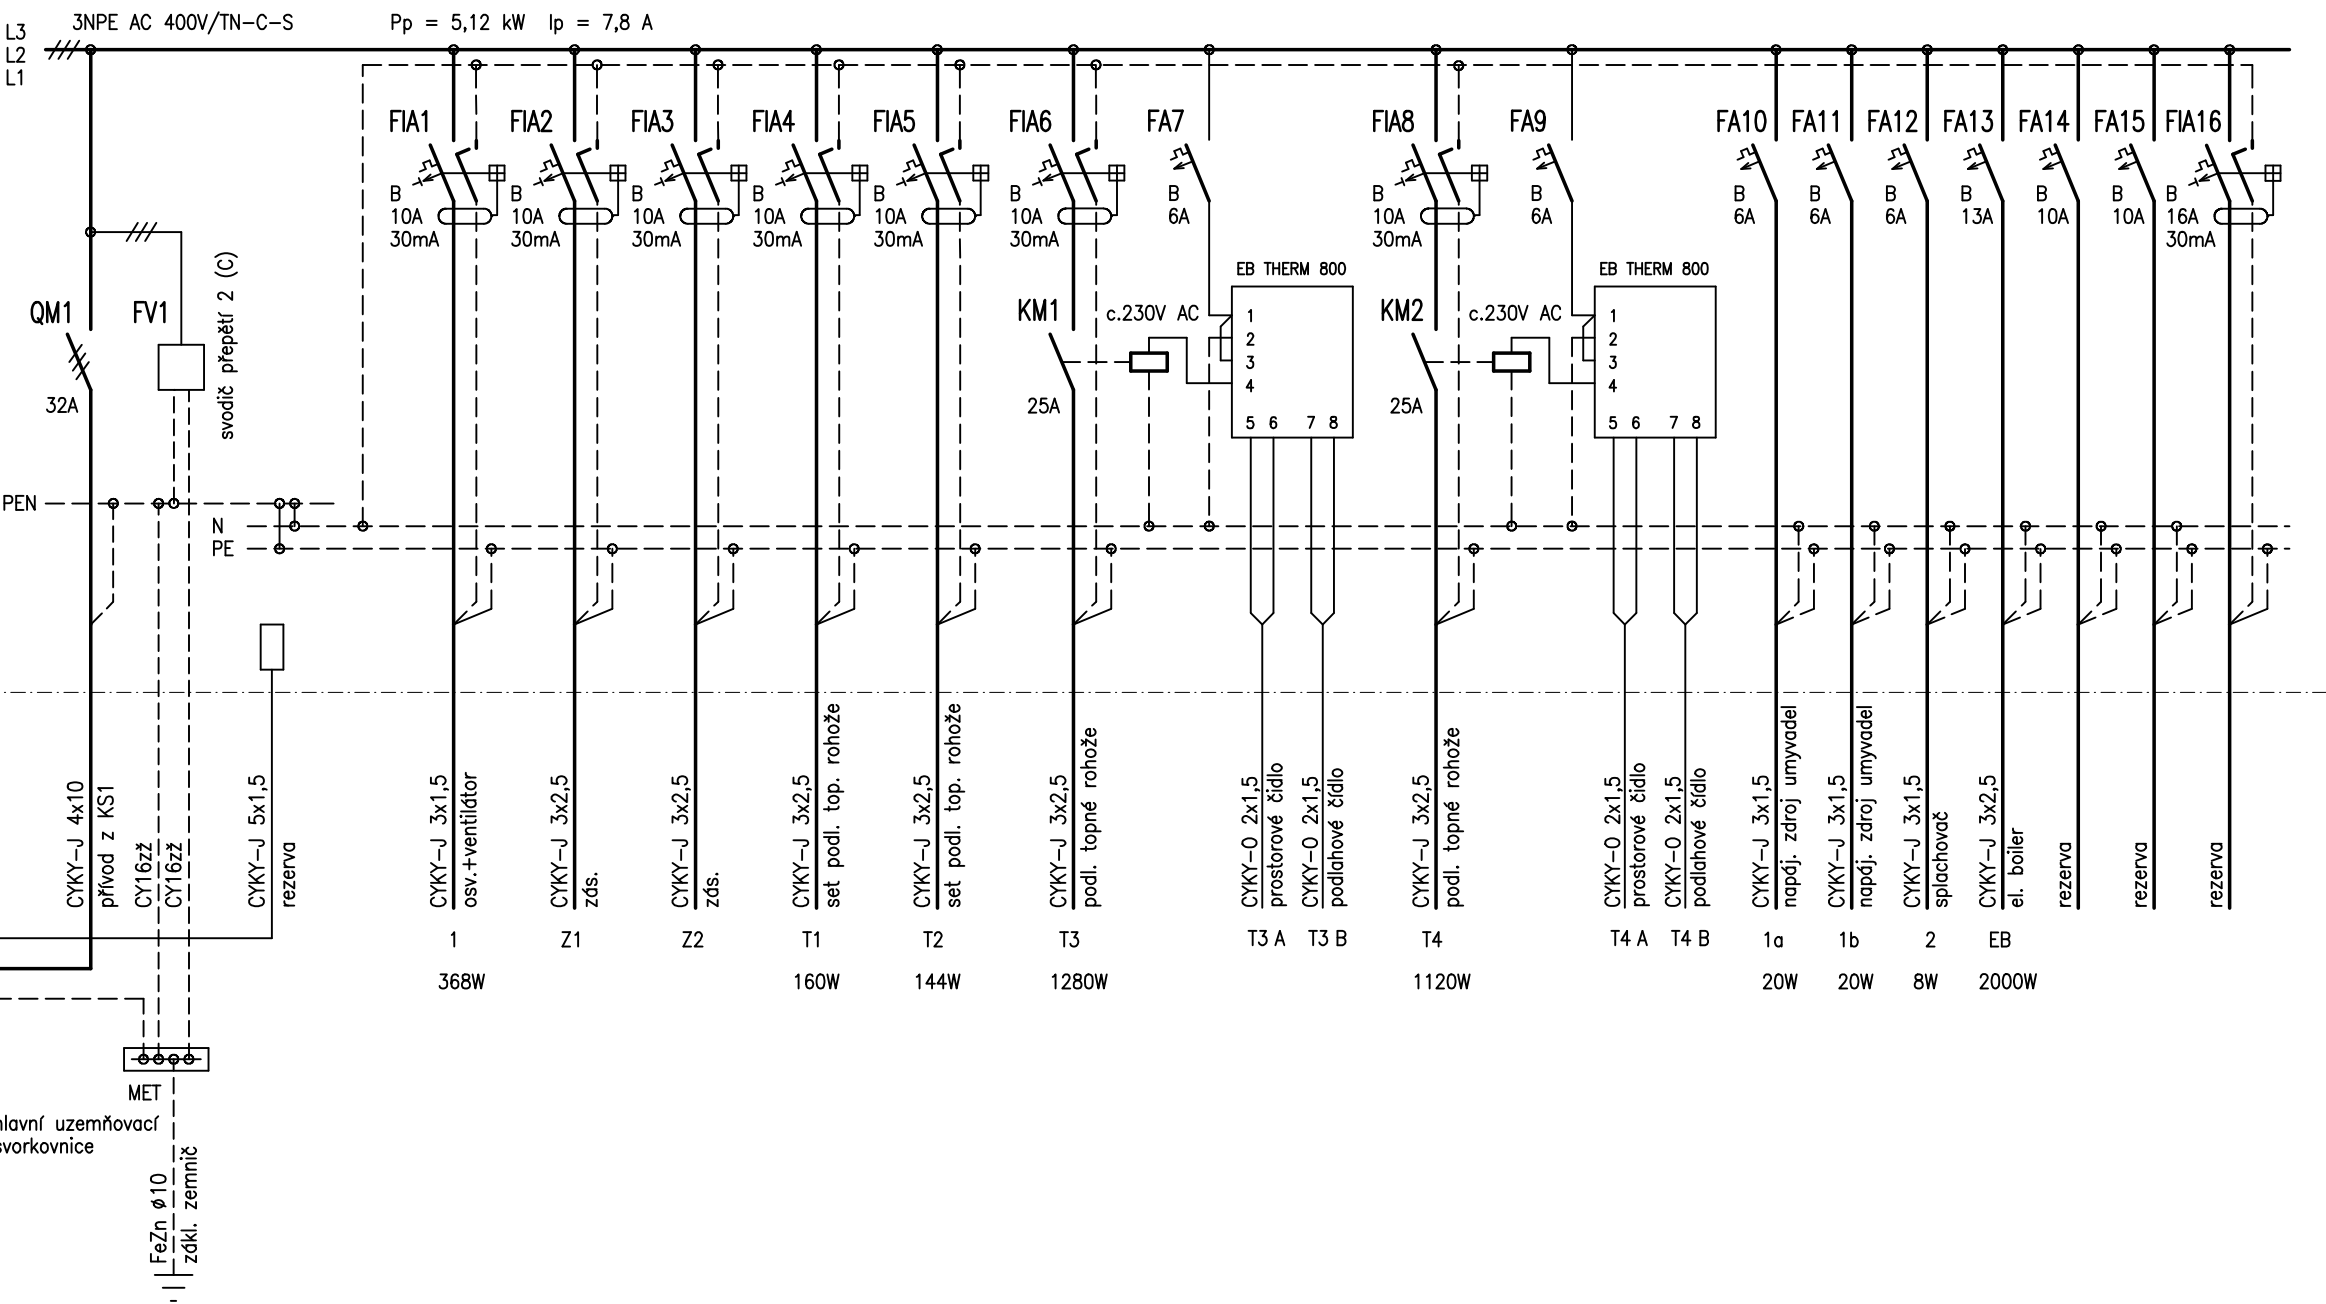 3NPE AC 400V/TN-C-S
Pp = 5,12 kW Ip = 7,8 A
L3
L2
L1
FIA1
B
10A
30mA
FIA2
B
10A
30mA
FIA3
B
10A
30mA
FIA4
B
10A
30mA
FIA5
B
10A
30mA
FIA6
B
10A
30mA
FA7
B
6A
FIA8
B
10A
30mA
FA9
B
6A
FA10
B
6A
FA11
B
6A
FA12
B
6A
FA13
B
13A
FA14
B
10A
FA15
B
10A
FIA16
B
16A
30mA
QM1
32A
FV1
svodič přepětí 2 (C)
KM1
25A
c.230V AC
EB THERM 800
1
2
3
4
5 6 7 8
KM2
25A
c.230V AC
EB THERM 800
1
2
3
4
5 6 7 8
PEN
N
PE
CYKY-J 4x10
přívod z KS1
CY16zž
CY16zž
CYKY-J 5x1,5
rezerva
CYKY-J 3x1,5
osv.+ventilátor
CYKY-J 3x2,5
zás.
CYKY-J 3x2,5
zás.
CYKY-J 3x2,5
set podl. top. rohože
CYKY-J 3x2,5
set podl. top. rohože
CYKY-J 3x2,5
podl. topné rohože
CYKY-O 2x1,5
prostorové čidlo
CYKY-O 2x1,5
podlahové čídlo
CYKY-J 3x2,5
podl. topné rohože
CYKY-O 2x1,5
prostorové čidlo
CYKY-O 2x1,5
podlahové čídlo
CYKY-J 3x1,5
napáj. zdroj umyvadel
CYKY-J 3x1,5
napáj. zdroj umyvadel
CYKY-J 3x1,5
splachovač
CYKY-J 3x2,5
el. boiler
rezerva
rezerva
rezerva
1 Z1 Z2 T1 T2 T3 T3 A T3 B T4 T4 A T4 B 1a 1b 2 EB
368W 160W 144W 1280W 1120W 20W 20W 8W 2000W
MET
hlavní uzemňovací
svorkovnice
FeZn ø10
zákl. zemnič